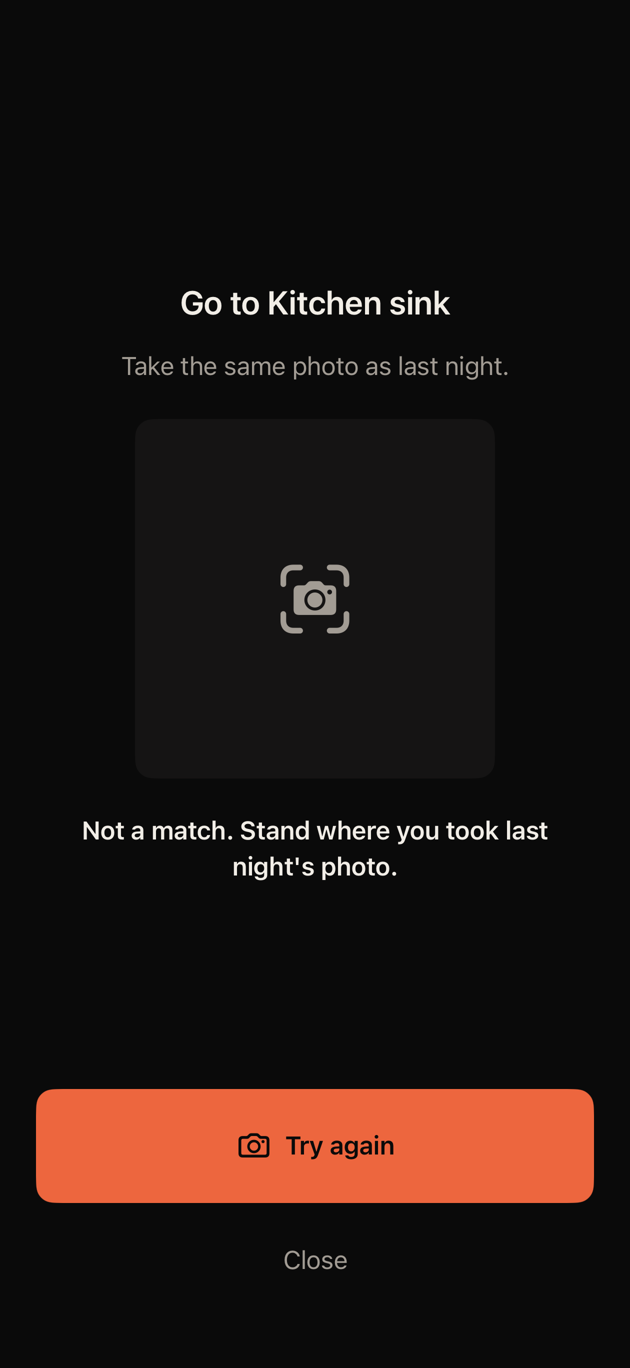 Go to Kitchen sink
Take the same photo as last night.
Not a match. Stand where you took last
night's photo.
Try again
Close